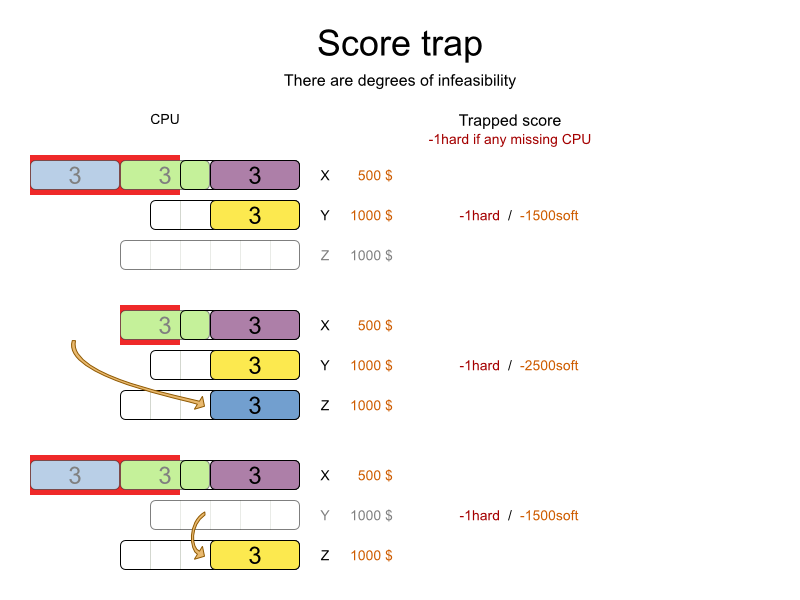 Score trap
There are degrees of infeasibility
CPU
Trapped score
-1hard if any missing CPU
3 3 3 X 500 $
3 Y 1000 $ -1hard / -1500soft
Z 1000 $
3 3 X 500 $
3 Y 1000 $ -1hard / -2500soft
3 Z 1000 $
3 3 3 X 500 $
Y 1000 $ -1hard / -1500soft
3 Z 1000 $